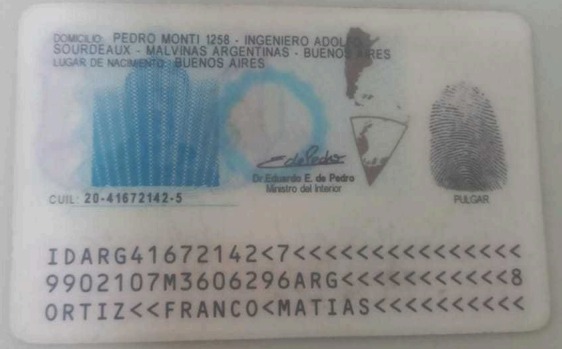 DOMICILIO: PEDRO MONTI 1258 - INGENIERO ADOLFO
SOURDEAUX - MALVINAS ARGENTINAS - BUENOS AIRES
LUGAR DE NACIMIENTO: BUENOS AIRES
Dr. Eduardo E. de Pedro
Ministro del Interior
CUIL: 20-41672142-5
PULGAR
IDARG41672142<7<<<<<<<<<<<<<<<
9902107M3606296ARG<<<<<<<<<<<8
ORTIZ<<FRANCO<MATIAS<<<<<<<<<<